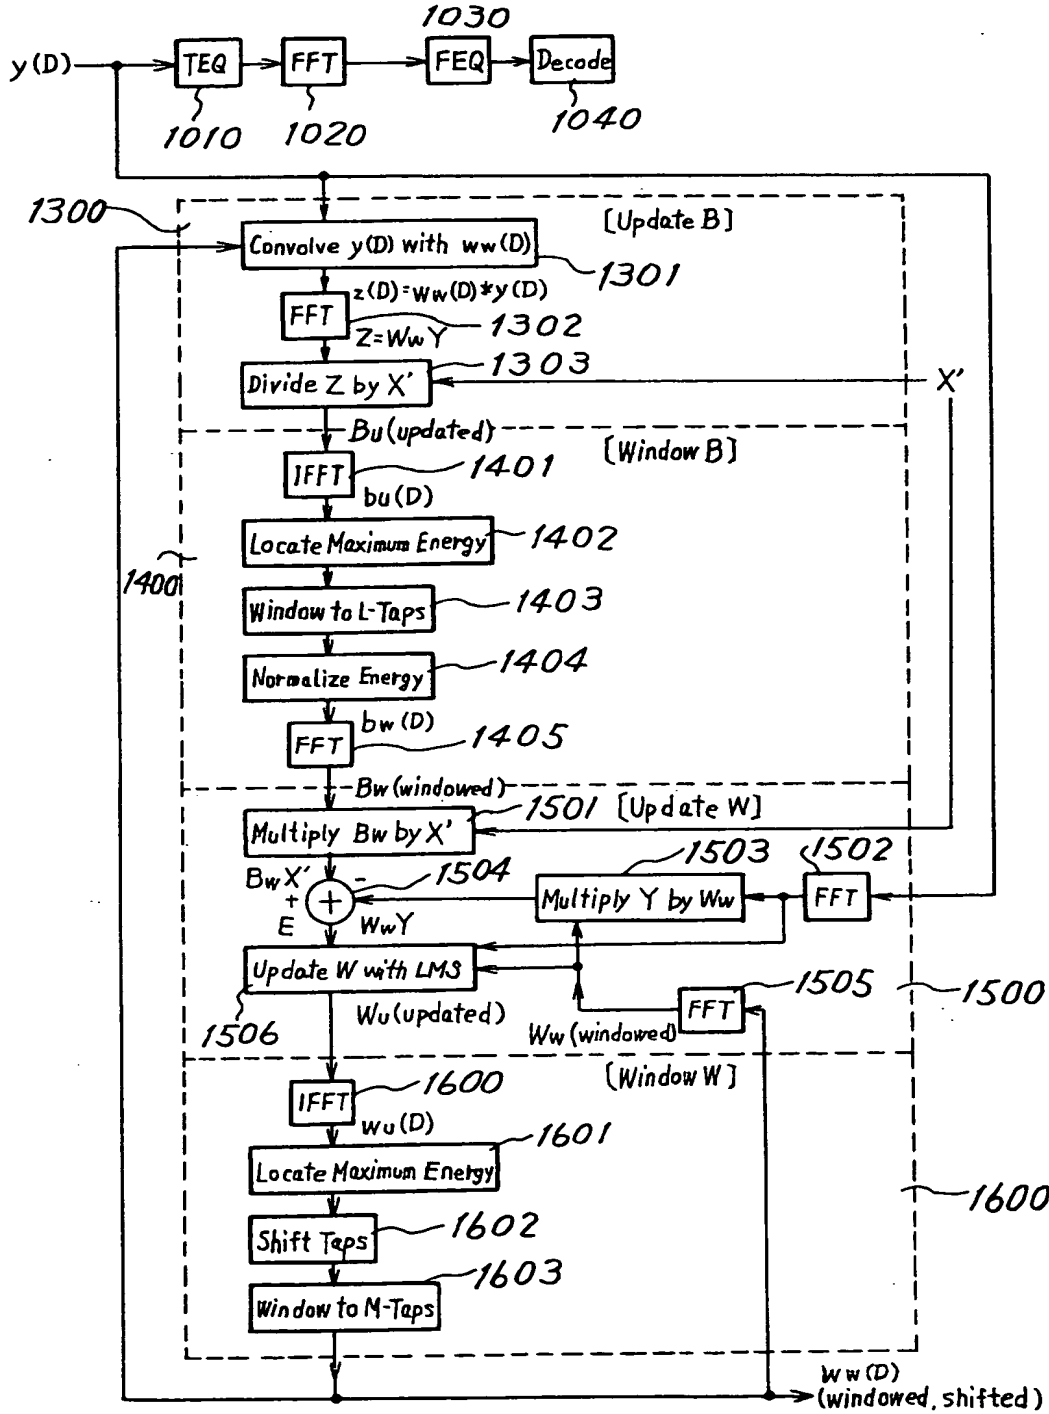 1030
y(D) TEQ FFT FEQ Decode
1010 1020 1040
1300 [Update B]
Convolve y(D) with ww(D)
1301
z(D)=Ww(D)*y(D)
FFT 1302
Z=WwY
1303
Divide Z by X' X'
Bu(updated)
[Window B]
IFFT 1401
bu(D)
Locate Maximum Energy 1402
1400
Window to L-Taps 1403
Normalize Energy 1404
bw(D)
FFT 1405
Bw(windowed)
1501 [Update W]
Multiply Bw by X'
1503 1502
BwX' - 1504
+ + Multiply Y by Ww FFT
E WwY
Update W with LMS
1505 1500
1506 Wu(updated) FFT
Ww(windowed)
[Window W]
IFFT 1600
wu(D)
1601
Locate Maximum Energy
1600
Shift Taps 1602
1603
Window to M-Taps
ww(D)
(windowed, shifted)